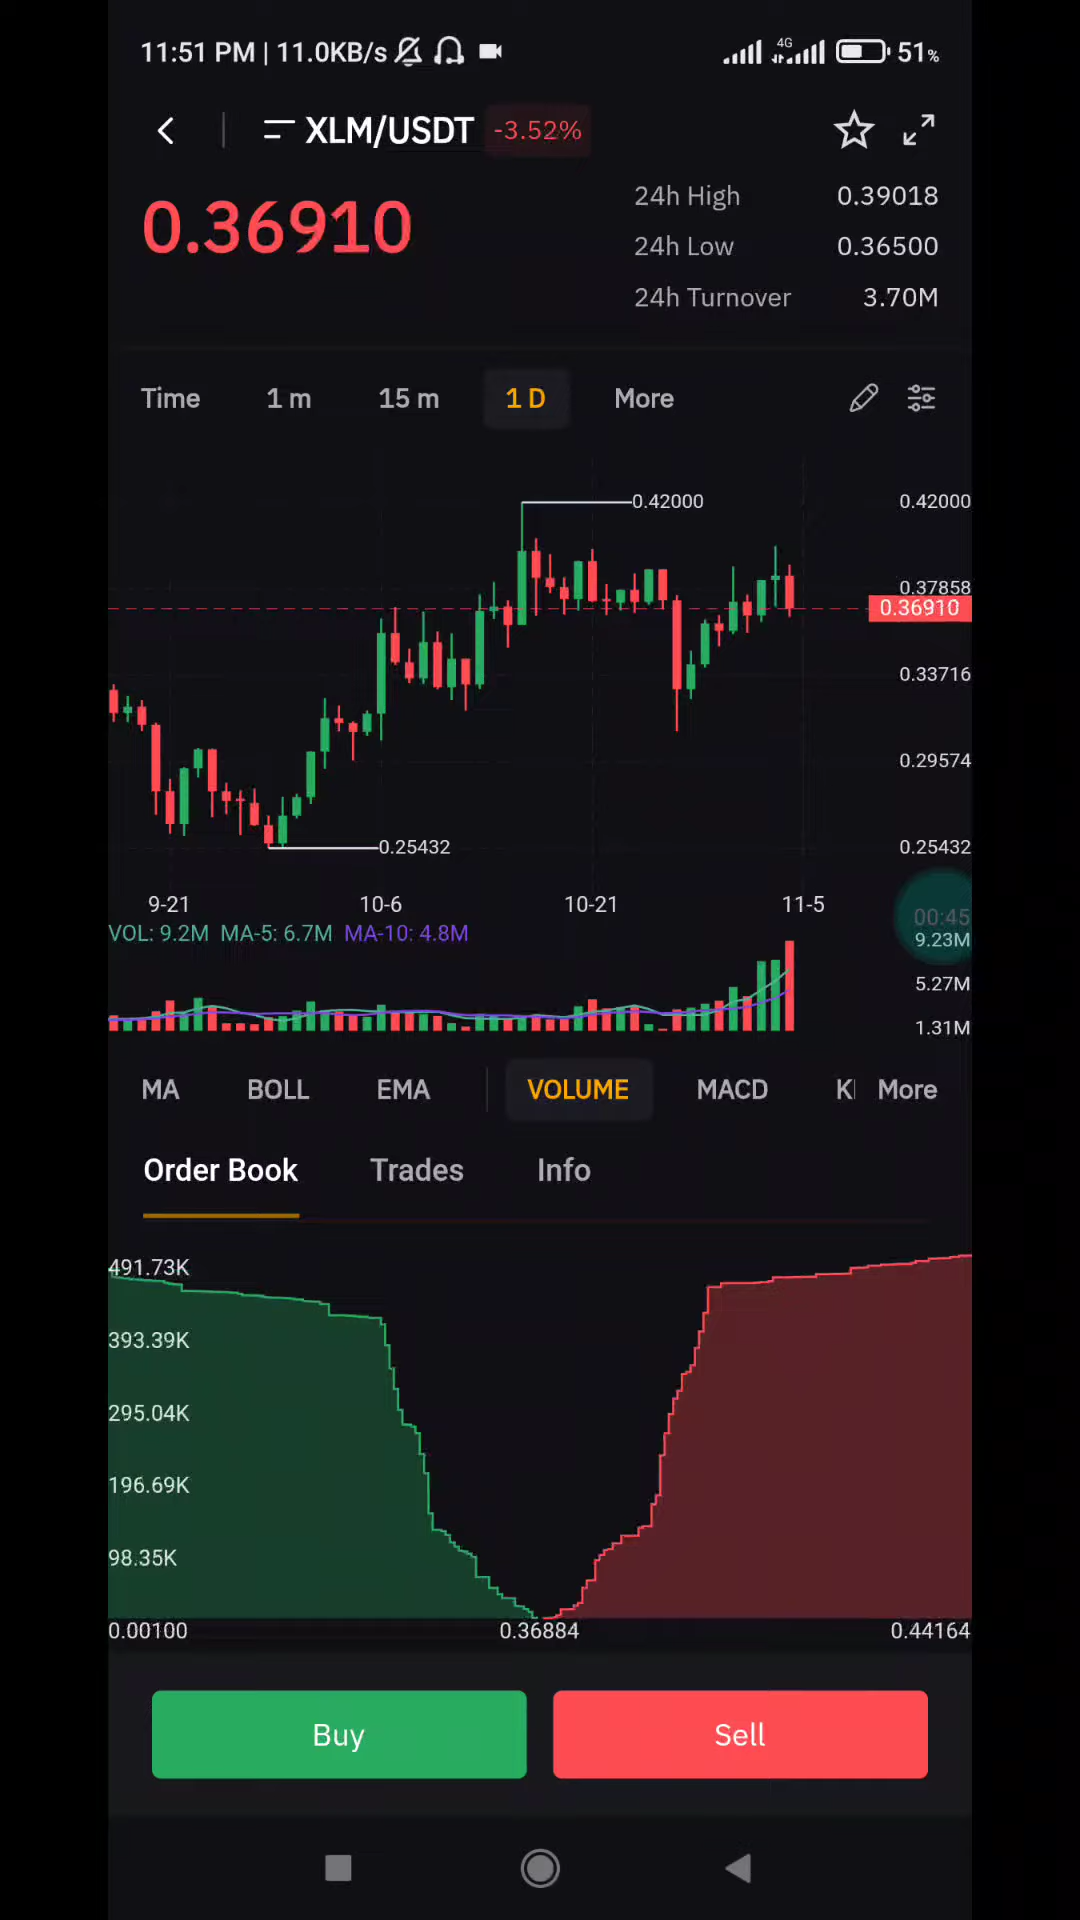 11:51 PM | 11.0KB/s 4G 51%
XLM/USDT -3.52%
0.36910
24h High 0.39018
24h Low 0.36500
24h Turnover 3.70M
Time 1 m 15 m 1 D More
0.42000 0.42000
0.37858
0.36910
0.33716
0.29574
0.25432 0.25432
9-21 10-6 10-21 11-5
00:45
VOL: 9.2M MA-5: 6.7M MA-10: 4.8M
9.23M
5.27M
1.31M
MA BOLL EMA VOLUME MACD K More
Order Book Trades Info
491.73K
393.39K
295.04K
196.69K
98.35K
0.00100 0.36884 0.44164
Buy Sell